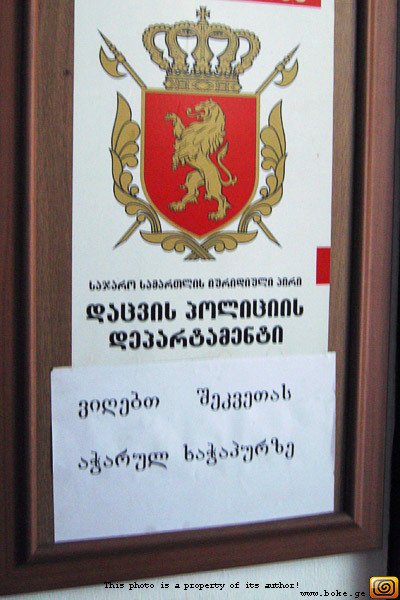 საჯარო სამართლის იურიდიული პირი
დაცვის პოლიციის
დეპარტამენტი
ვიღებთ შეკვეთას
აჭარულ ხაჭაპურზე
This photo is a property of its author!
www.boke.ge